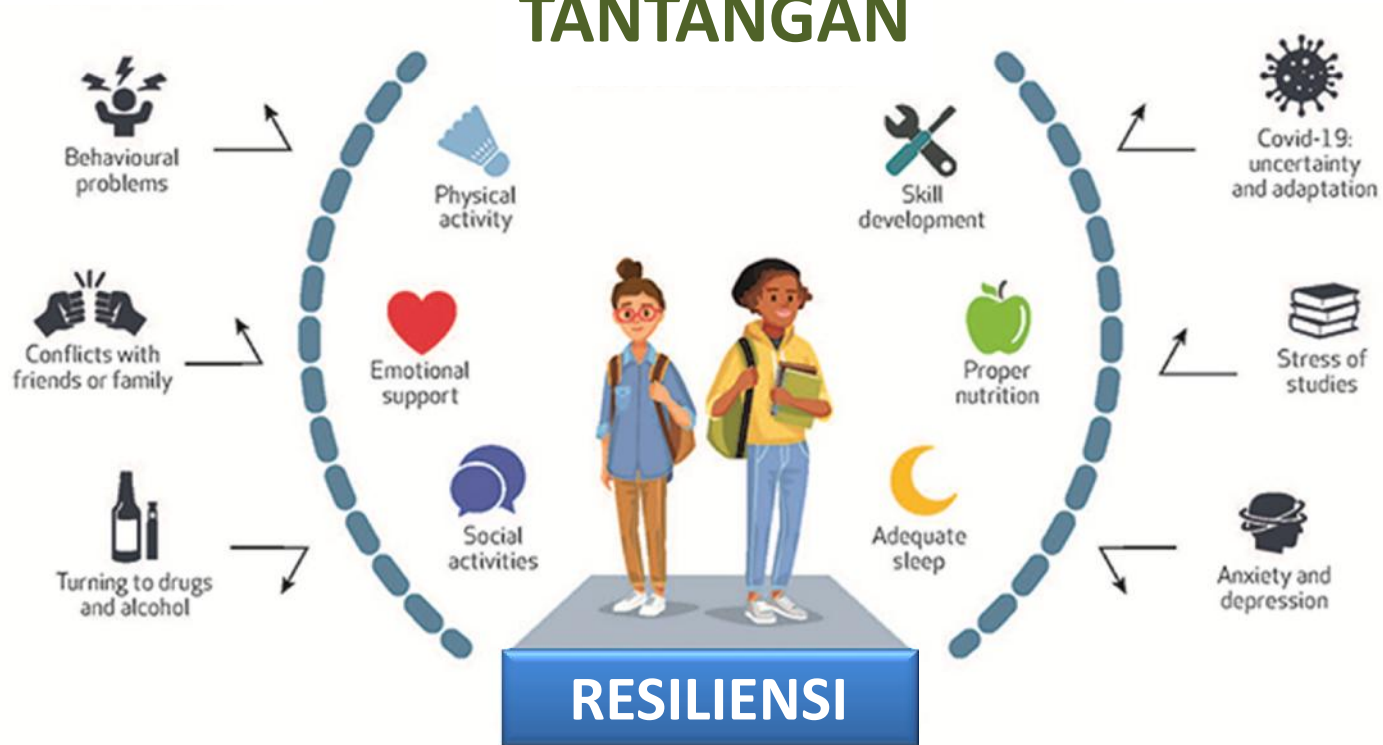 TANTANGAN
Behavioural
problems
Physical
activity
Skill
development
Covid-19:
uncertainty
and adaptation
Conflicts with
friends or family
Emotional
support
Proper
nutrition
Stress of
studies
Turning to drugs
and alcohol
Social
activities
Adequate
sleep
Anxiety and
depression
RESILIENSI